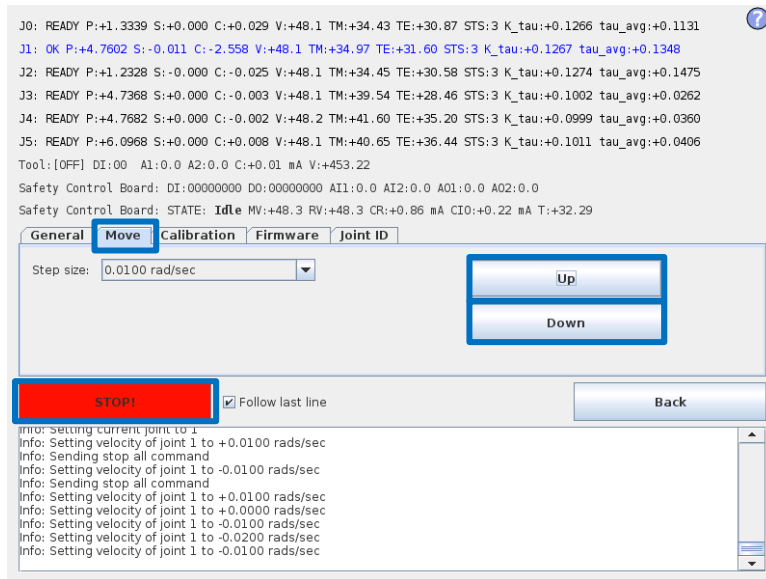 J0: READY P:+1.3339 S:+0.000 C:+0.029 V:+48.1 TM:+34.43 TE:+30.87 STS:3 K_tau:+0.1266 tau_avg:+0.1131
J1: OK P:+4.7602 S:-0.011 C:-2.558 V:+48.1 TM:+34.97 TE:+31.60 STS:3 K_tau:+0.1267 tau_avg:+0.1348
J2: READY P:+1.2328 S:-0.000 C:-0.025 V:+48.1 TM:+34.45 TE:+30.58 STS:3 K_tau:+0.1274 tau_avg:+0.1475
J3: READY P:+4.7368 S:+0.000 C:-0.003 V:+48.1 TM:+39.54 TE:+28.46 STS:3 K_tau:+0.1002 tau_avg:+0.0262
J4: READY P:+4.7682 S:+0.000 C:-0.002 V:+48.2 TM:+41.60 TE:+35.20 STS:3 K_tau:+0.0999 tau_avg:+0.0360
J5: READY P:+6.0968 S:+0.000 C:+0.008 V:+48.1 TM:+40.65 TE:+36.44 STS:3 K_tau:+0.1011 tau_avg:+0.0406
Tool:[OFF] DI:00 A1:0.0 A2:0.0 C:+0.01 mA V:+453.22
Safety Control Board: DI:00000000 DO:00000000 AI1:0.0 AI2:0.0 AO1:0.0 AO2:0.0
Safety Control Board: STATE: Idle MV:+48.3 RV:+48.3 CR:+0.86 mA CIO:+0.22 mA T:+32.29
?
General Move Calibration Firmware Joint ID
Step size: 0.0100 rad/sec
Up
Down
STOP! Follow last line Back
Info: Setting current joint to 1
Info: Setting velocity of joint 1 to +0.0100 rads/sec
Info: Sending stop all command
Info: Setting velocity of joint 1 to -0.0100 rads/sec
Info: Sending stop all command
Info: Setting velocity of joint 1 to +0.0100 rads/sec
Info: Setting velocity of joint 1 to +0.0000 rads/sec
Info: Setting velocity of joint 1 to -0.0100 rads/sec
Info: Setting velocity of joint 1 to -0.0200 rads/sec
Info: Setting velocity of joint 1 to -0.0100 rads/sec